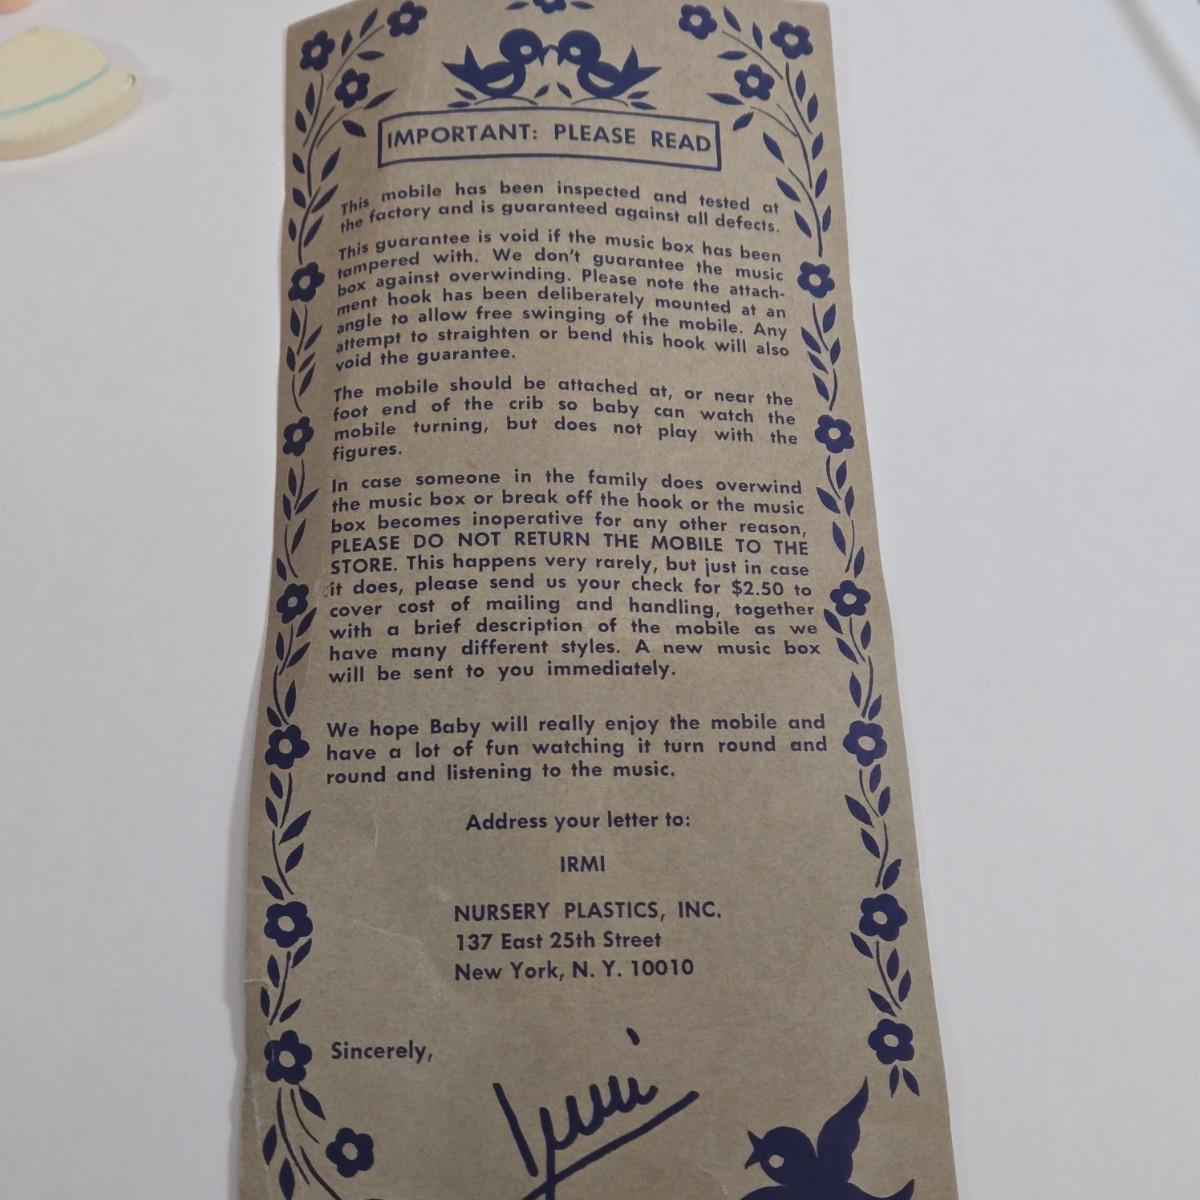 IMPORTANT: PLEASE READ
This mobile has been inspected and tested at
the factory and is guaranteed against all defects.
This guarantee is void if the music box has been
tampered with. We don't guarantee the music
box against overwinding. Please note the attach-
ment hook has been deliberately mounted at an
angle to allow free swinging of the mobile. Any
attempt to straighten or bend this hook will also
void the guarantee.
The mobile should be attached at, or near the
foot end of the crib so baby can watch the
mobile turning, but does not play with the
figures.
In case someone in the family does overwind
the music box or break off the hook or the music
box becomes inoperative for any other reason,
PLEASE DO NOT RETURN THE MOBILE TO THE
STORE. This happens very rarely, but just in case
it does, please send us your check for $2.50 to
cover cost of mailing and handling, together
with a brief description of the mobile as we
have many different styles. A new music box
will be sent to you immediately.
We hope Baby will really enjoy the mobile and
have a lot of fun watching it turn round and
round and listening to the music.
Address your letter to:
IRMI
NURSERY PLASTICS, INC.
137 East 25th Street
New York, N. Y. 10010
Sincerely,
Irmi